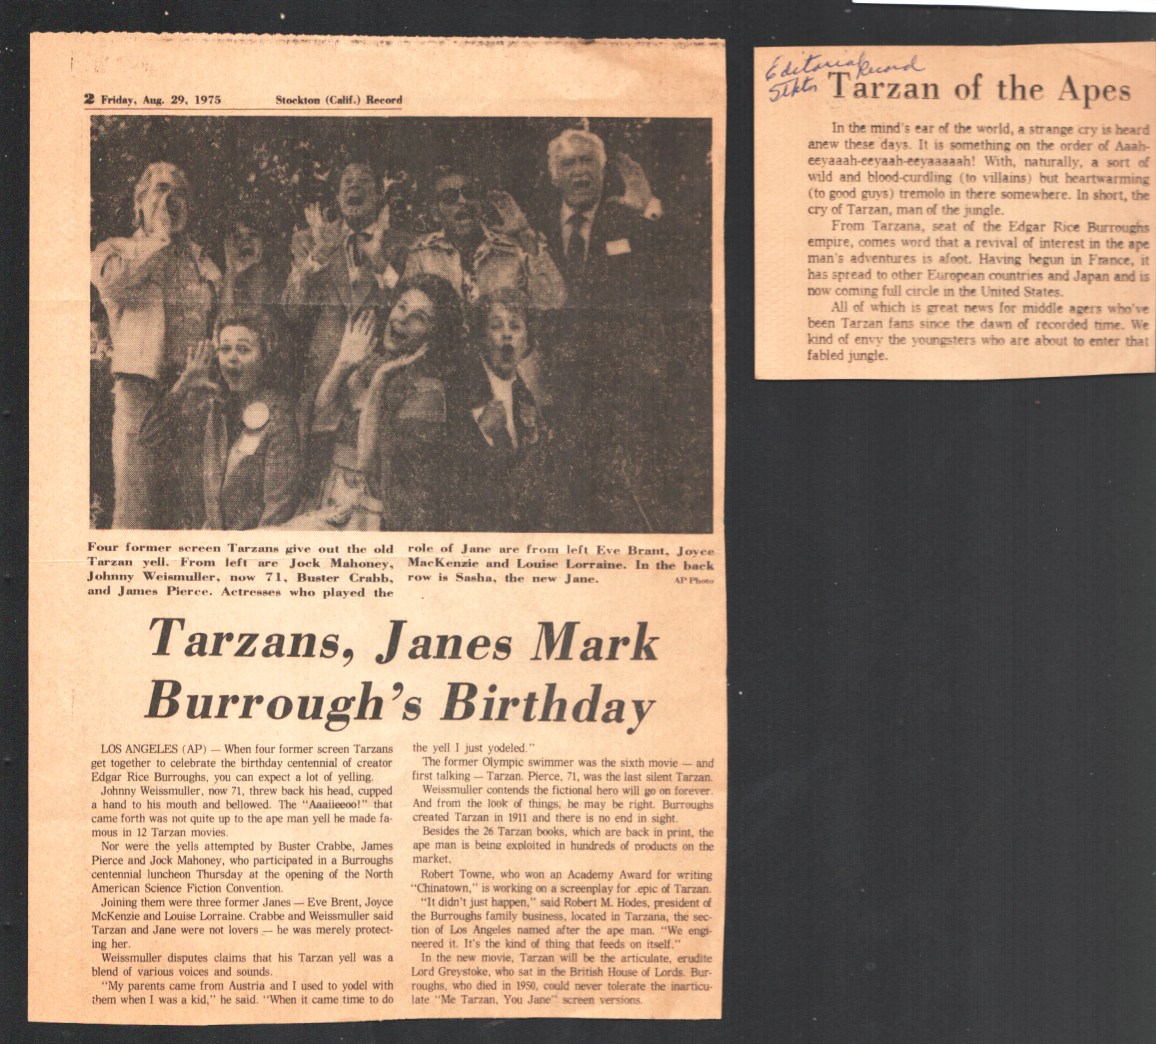 2 Friday, Aug. 29, 1975 Stockton (Calif.) Record
Four former screen Tarzans give out the old
Tarzan yell. From left are Jock Mahoney,
Johnny Weismuller, now 71, Buster Crabb,
and James Pierce. Actresses who played the
role of Jane are from left Eve Brant, Joyce
MacKenzie and Louise Lorraine. In the back
row is Sasha, the new Jane.
AP Photo
Tarzans, Janes Mark
Burrough's Birthday
LOS ANGELES (AP) — When four former screen Tarzans
get together to celebrate the birthday centennial of creator
Edgar Rice Burroughs, you can expect a lot of yelling.
Johnny Weissmuller, now 71, threw back his head, cupped
a hand to his mouth and bellowed. The "Aaaiieeoo!" that
came forth was not quite up to the ape man yell he made fa-
mous in 12 Tarzan movies.
Nor were the yells attempted by Buster Crabbe, James
Pierce and Jock Mahoney, who participated in a Burroughs
centennial luncheon Thursday at the opening of the North
American Science Fiction Convention.
Joining them were three former Janes — Eve Brent, Joyce
McKenzie and Louise Lorraine. Crabbe and Weissmuller said
Tarzan and Jane were not lovers — he was merely protect-
ing her.
Weissmuller disputes claims that his Tarzan yell was a
blend of various voices and sounds.
"My parents came from Austria and I used to yodel with
them when I was a kid," he said. "When it came time to do
the yell I just yodeled."
The former Olympic swimmer was the sixth movie — and
first talking — Tarzan. Pierce, 71, was the last silent Tarzan.
Weissmuller contends the fictional hero will go on forever.
And from the look of things, he may be right. Burroughs
created Tarzan in 1911 and there is no end in sight.
Besides the 26 Tarzan books, which are back in print, the
ape man is being exploited in hundreds of products on the
market.
Robert Towne, who won an Academy Award for writing
"Chinatown," is working on a screenplay for .epic of Tarzan.
"It didn't just happen," said Robert M. Hodes, president of
the Burroughs family business, located in Tarzana, the sec-
tion of Los Angeles named after the ape man. "We engi-
neered it. It's the kind of thing that feeds on itself."
In the new movie, Tarzan will be the articulate, erudite
Lord Greystoke, who sat in the British House of Lords. Bur-
roughs, who died in 1950, could never tolerate the inarticu-
late "Me Tarzan, You Jane" screen versions.
Editorial Record
Stktn
Tarzan of the Apes
In the mind's ear of the world, a strange cry is heard
anew these days. It is something on the order of Aaah-
eeyaaah-eeyaah-eeyaaaaah! With, naturally, a sort of
wild and blood-curdling (to villains) but heartwarming
(to good guys) tremolo in there somewhere. In short, the
cry of Tarzan, man of the jungle.
From Tarzana, seat of the Edgar Rice Burroughs
empire, comes word that a revival of interest in the ape
man's adventures is afoot. Having begun in France, it
has spread to other European countries and Japan and is
now coming full circle in the United States.
All of which is great news for middle agers who've
been Tarzan fans since the dawn of recorded time. We
kind of envy the youngsters who are about to enter that
fabled jungle.